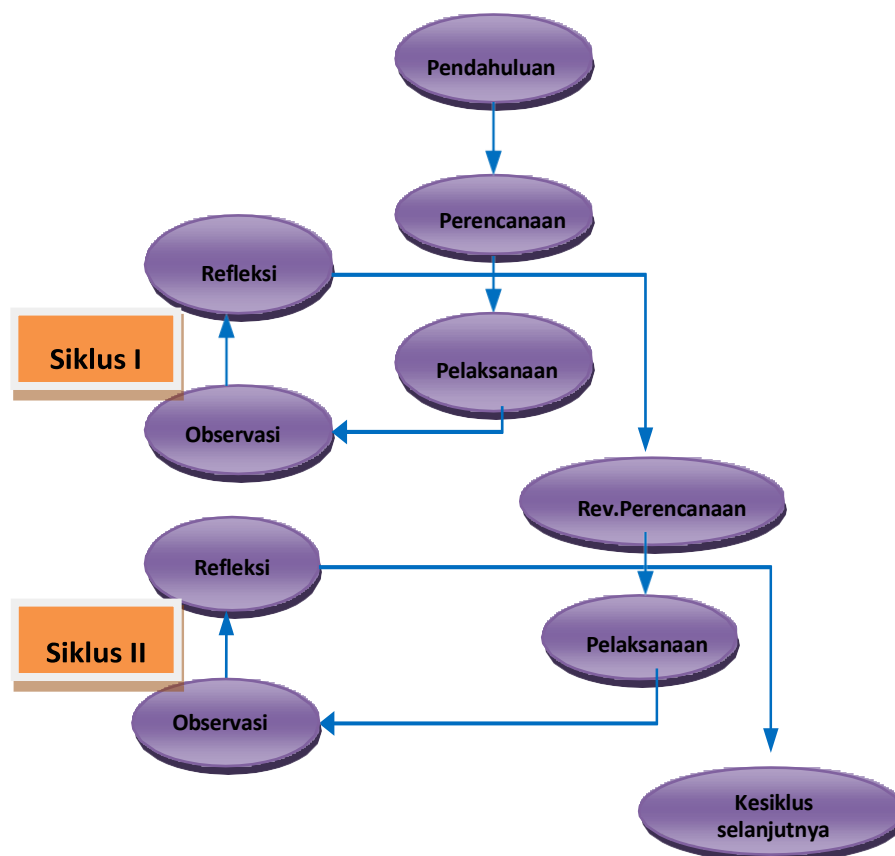 Pendahuluan
Perencanaan
Refleksi
Siklus I
Pelaksanaan
Observasi
Rev.Perencanaan
Refleksi
Siklus II
Pelaksanaan
Observasi
Kesiklus
selanjutnya